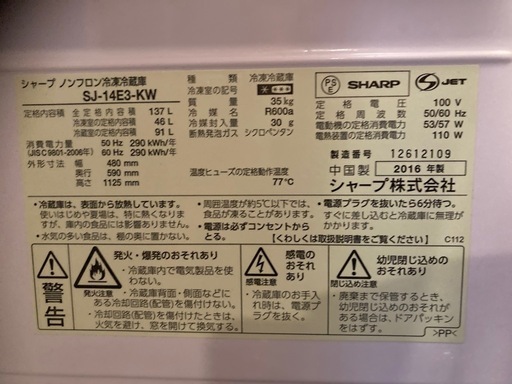 シャープ ノンフロン冷凍冷蔵庫
SJ-14E3-KW
定格内容積 全定格内容積 137 L
冷凍室の定格内容積 46 L
冷蔵室の定格内容積 91 L
消費電力量 50 Hz 290 kWh/年
(JIS C 9801-2006年) 60 Hz 290 kWh/年
外形寸法 幅 480 mm
奥行 590 mm
高さ 1125 mm
種類 冷凍冷蔵庫
冷凍室の記号
質量 35kg
冷媒 R600a
冷媒封入量 30 g
断熱発泡ガス シクロペンタン
温度ヒューズの定格動作温度
77℃
PS E SHARP S JET
定格電圧 100 V
定格周波数 50/60 Hz
電動機の定格消費電力 53/57 W
電熱装置の定格消費電力 110 W
製造番号 12612109
中国製 2016 年製
シャープ株式会社
•冷蔵庫は、表面から放熱しています。
使いはじめや夏場は、特に熱くなりま
すが、庫内の食品には影響ありません。
•水気の多い食品は、棚の奥に置かない。
•周囲温度が約5℃以下では、
食品が凍ることがあります。
•電源は必ずコンセントか
ら、とる。
•電源プラグを抜いたら6分待つ。
すぐに差し込むと冷蔵庫に無理が
かかります。
【くわしくは取扱説明書をご覧ください】 C112
警告
発火・爆発のおそれあり
発火注意
•冷蔵庫内で電気製品を使
わない。
•冷蔵庫背面・側面などに
ある冷却回路(配管)を傷付けない。
•冷却回路(配管)を傷付けたときは、
火気を避け、窓を開けて換気する。
感電の
おそれあり
感電注意
•冷蔵庫のお手入
れ時は、電源プ
ラグを抜く。
幼児閉じ込めのおそれあり
閉じ込め注意
•廃棄まで保管するとき、
幼児閉じ込めのおそれが
ある場合は、ドアパッキン
をはずす。
>PP<